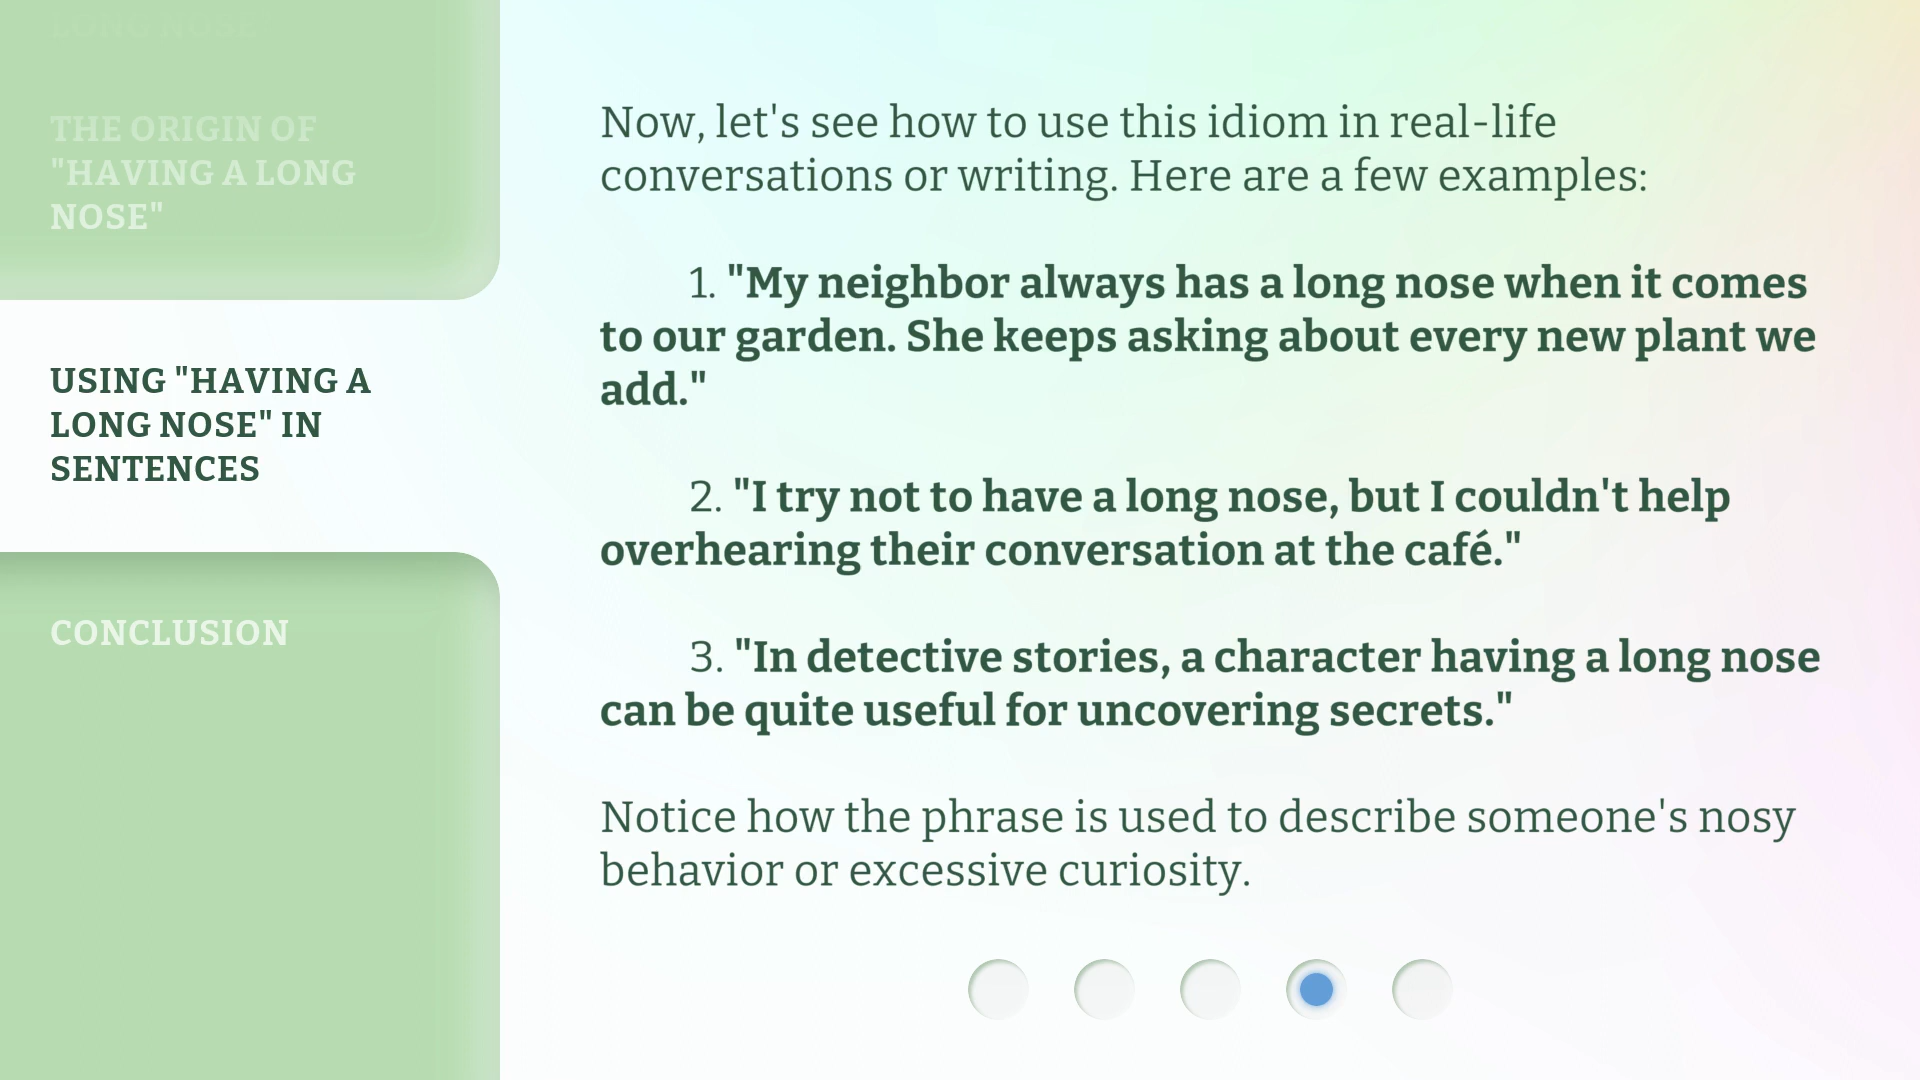 LONG NOSE"
THE ORIGIN OF
"HAVING A LONG
NOSE"
USING "HAVING A
LONG NOSE" IN
SENTENCES
CONCLUSION
Now, let's see how to use this idiom in real-life
conversations or writing. Here are a few examples:
1. "My neighbor always has a long nose when it comes
to our garden. She keeps asking about every new plant we
add."
2. "I try not to have a long nose, but I couldn't help
overhearing their conversation at the café."
3. "In detective stories, a character having a long nose
can be quite useful for uncovering secrets."
Notice how the phrase is used to describe someone's nosy
behavior or excessive curiosity.